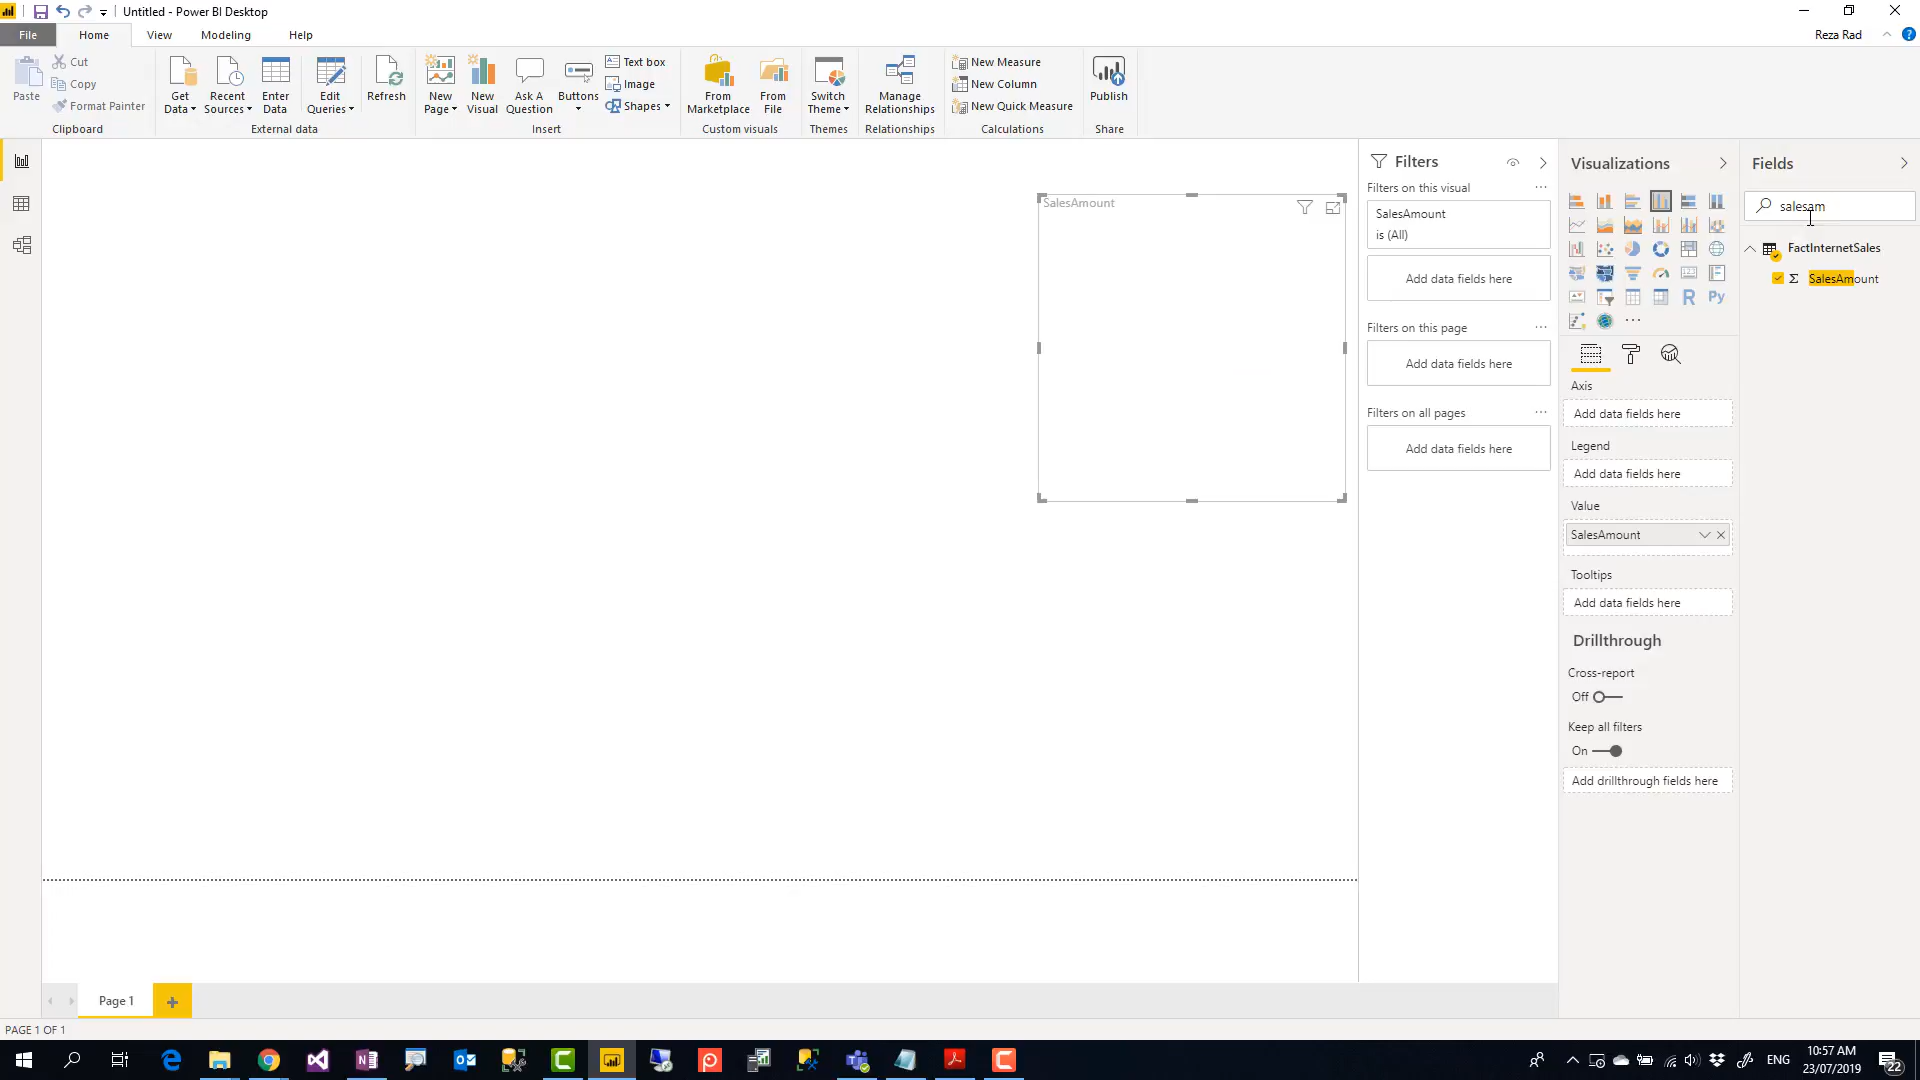 Untitled - Power BI Desktop
File Home View Modeling Help
Reza Rad
Paste
Cut
Copy
Format Painter
Clipboard
Get Data
Recent Sources
Enter Data
Edit Queries
Refresh
External data
New Page
New Visual
Ask A Question
Buttons
Text box
Image
Shapes
Insert
From Marketplace
From File
Custom visuals
Switch Theme
Themes
Manage Relationships
Relationships
New Measure
New Column
New Quick Measure
Calculations
Publish
Share
SalesAmount
Filters
Filters on this visual
SalesAmount
is (All)
Add data fields here
Filters on this page
Add data fields here
Filters on all pages
Add data fields here
Visualizations
R Py
Axis
Add data fields here
Legend
Add data fields here
Value
SalesAmount
Tooltips
Add data fields here
Drillthrough
Cross-report
Off
Keep all filters
On
Add drillthrough fields here
Fields
salesam
FactInternetSales
SalesAmount
Page 1
PAGE 1 OF 1
ENG
10:57 AM
23/07/2019
22